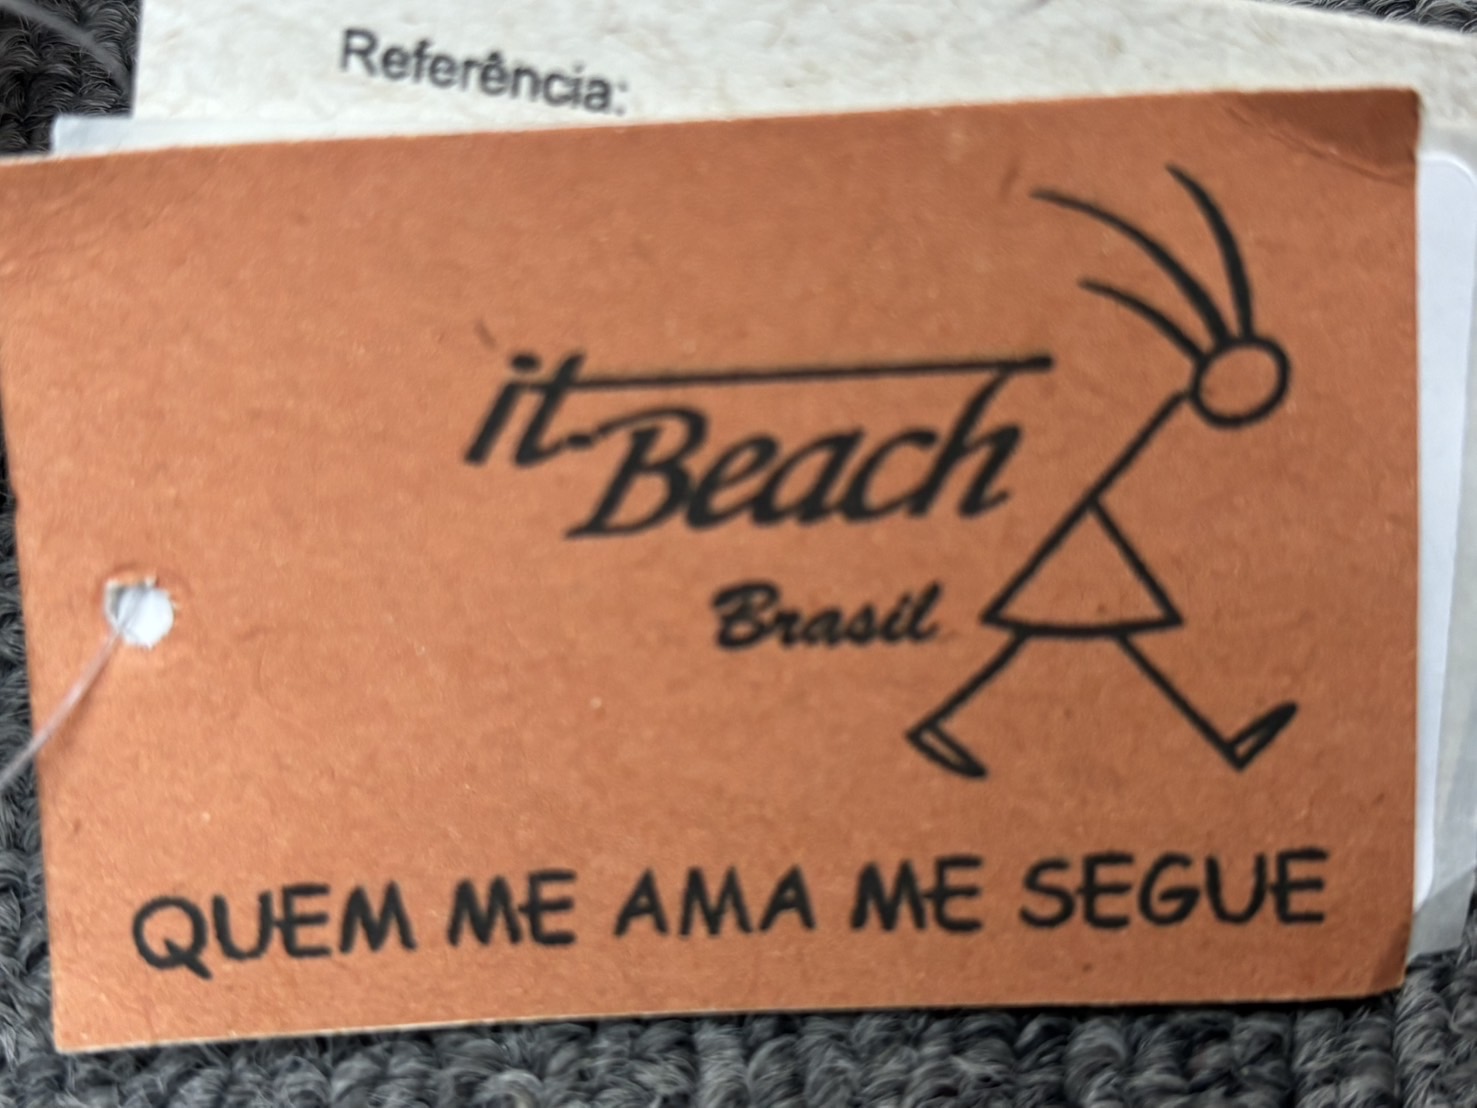 Referência:
it-Beach
Brasil
QUEM ME AMA ME SEGUE